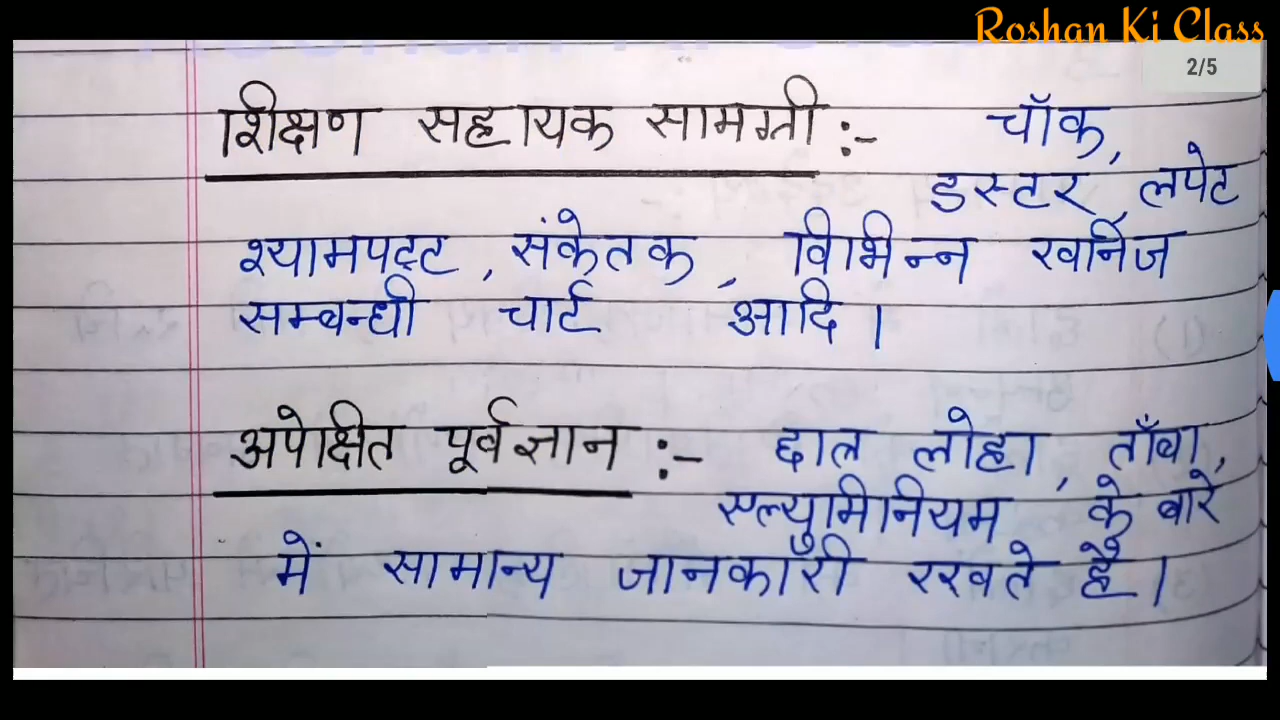 Roshan Ki Class
2/5
शिक्षण सहायक सामग्री :- चॉक,
डस्टर, लपेट
श्यामपट्ट, संकेतक, विभिन्न खनिज
सम्बन्धी चार्ट आदि।
अपेक्षित पूर्वज्ञान :- छात्र लोहा, ताँबा,
एल्युमिनियम के बारे
में सामान्य जानकारी रखते है।